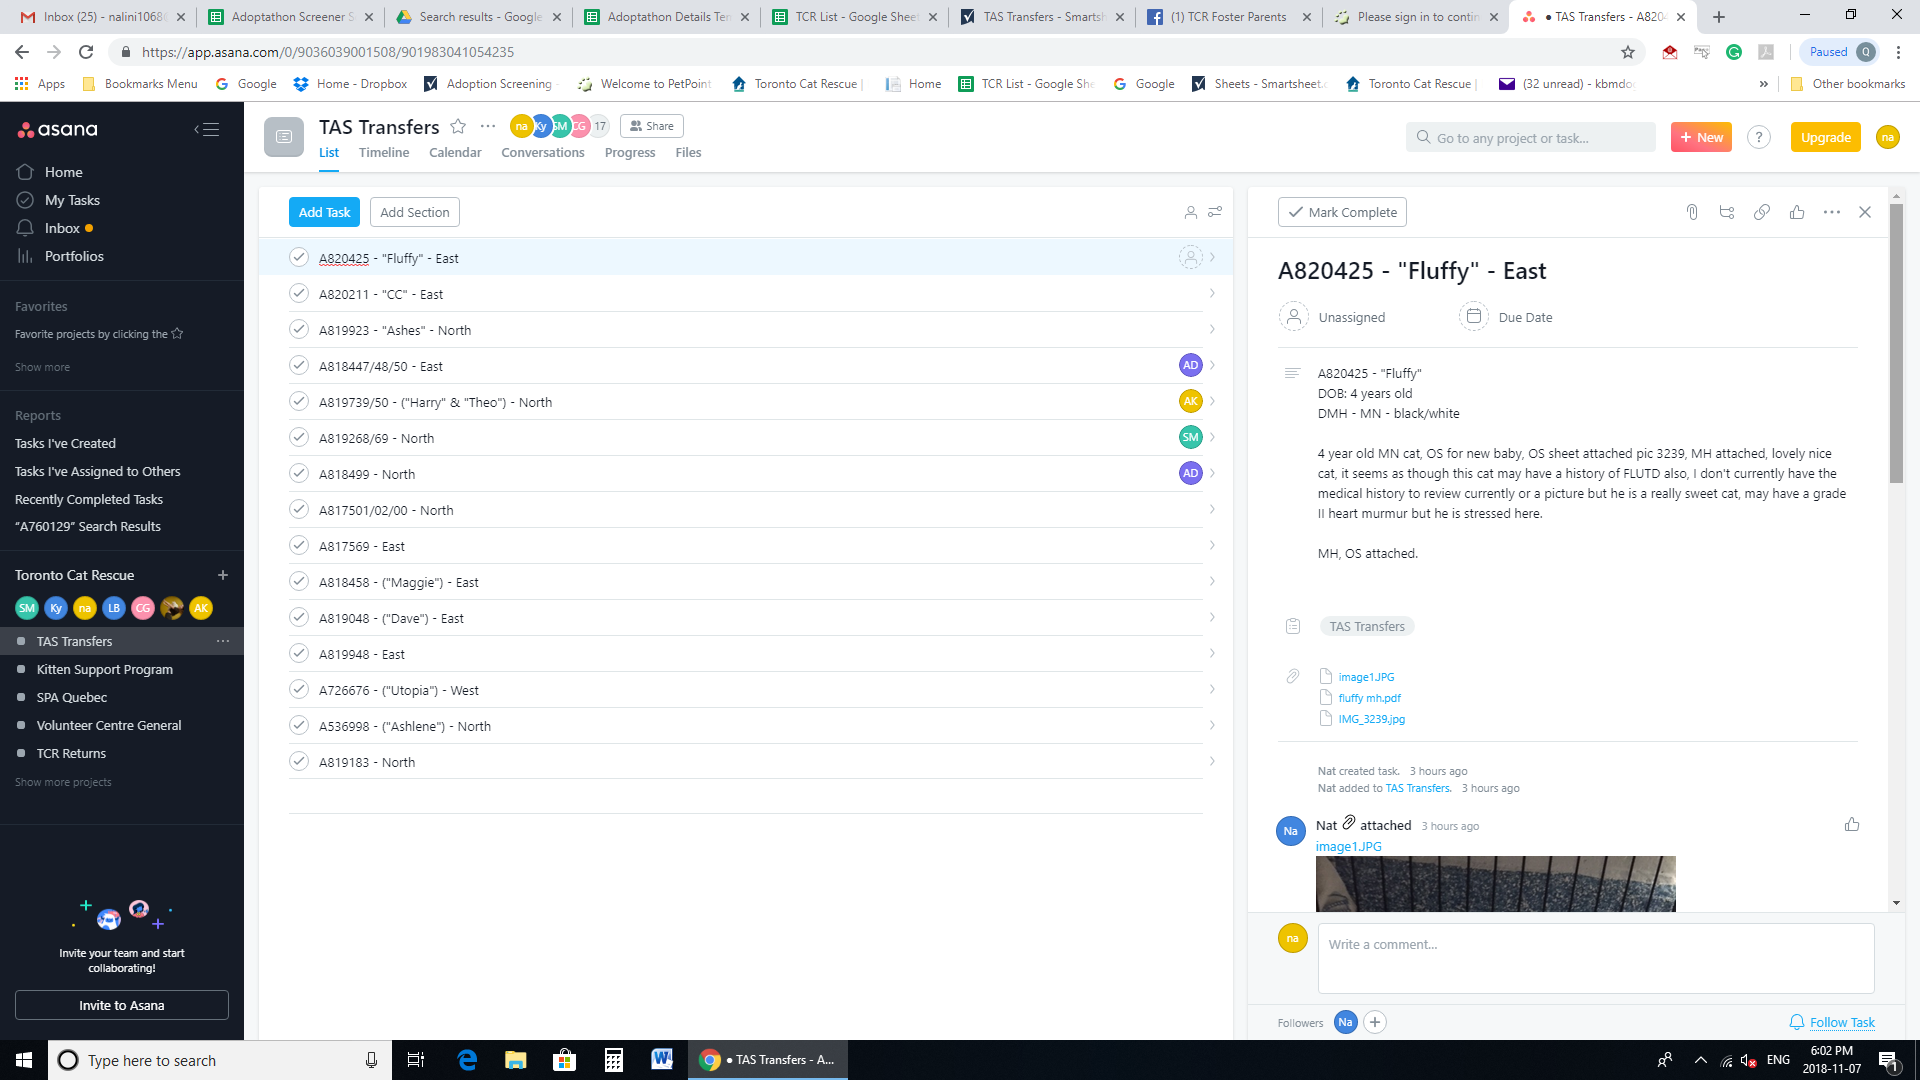 Inbox (25) - nalini1068
Adoptathon Screener S
Search results - Google
Adoptathon Details Ten
TCR List - Google Sheet
TAS Transfers - Smartsh
(1) TCR Foster Parents
Please sign in to contin
• TAS Transfers - A820
https://app.asana.com/0/9036039001508/901983041054235
Paused
Q
Apps
Bookmarks Menu
Google
Home - Dropbox
Adoption Screening
Welcome to PetPoint
Toronto Cat Rescue |
Home
TCR List - Google She
Google
Sheets - Smartsheet.c
Toronto Cat Rescue |
(32 unread) - kbmdo
»
Other bookmarks
asana
Home
My Tasks
Inbox
Portfolios
Favorites
Favorite projects by clicking the
Show more
Reports
Tasks I've Created
Tasks I've Assigned to Others
Recently Completed Tasks
"A760129" Search Results
Toronto Cat Rescue
+
SM
Ky
na
LB
CG
AK
TAS Transfers
Kitten Support Program
SPA Quebec
Volunteer Centre General
TCR Returns
Show more projects
Invite your team and start
collaborating!
Invite to Asana
TAS Transfers
na
Ky
SM
CG
17
Share
List
Timeline
Calendar
Conversations
Progress
Files
Go to any project or task...
+ New
?
Upgrade
na
Add Task
Add Section
A820425 - "Fluffy" - East
A820211 - "CC" - East
A819923 - "Ashes" - North
A818447/48/50 - East
AD
A819739/50 - ("Harry" & "Theo") - North
AK
A819268/69 - North
SM
A818499 - North
AD
A817501/02/00 - North
A817569 - East
A818458 - ("Maggie") - East
A819048 - ("Dave") - East
A819948 - East
A726676 - ("Utopia") - West
A536998 - ("Ashlene") - North
A819183 - North
Mark Complete
A820425 - "Fluffy" - East
Unassigned
Due Date
A820425 - "Fluffy"
DOB: 4 years old
DMH - MN - black/white
4 year old MN cat, OS for new baby, OS sheet attached pic 3239, MH attached, lovely nice
cat, it seems as though this cat may have a history of FLUTD also, I don't currently have the
medical history to review currently or a picture but he is a really sweet cat, may have a grade
II heart murmur but he is stressed here.
MH, OS attached.
TAS Transfers
image1.JPG
fluffy mh.pdf
IMG_3239.jpg
Nat created task. 3 hours ago
Nat added to TAS Transfers. 3 hours ago
Na
Nat attached 3 hours ago
image1.JPG
na
Write a comment...
Followers
Na
+
Follow Task
Type here to search
• TAS Transfers - A...
ENG
6:02 PM
2018-11-07
1